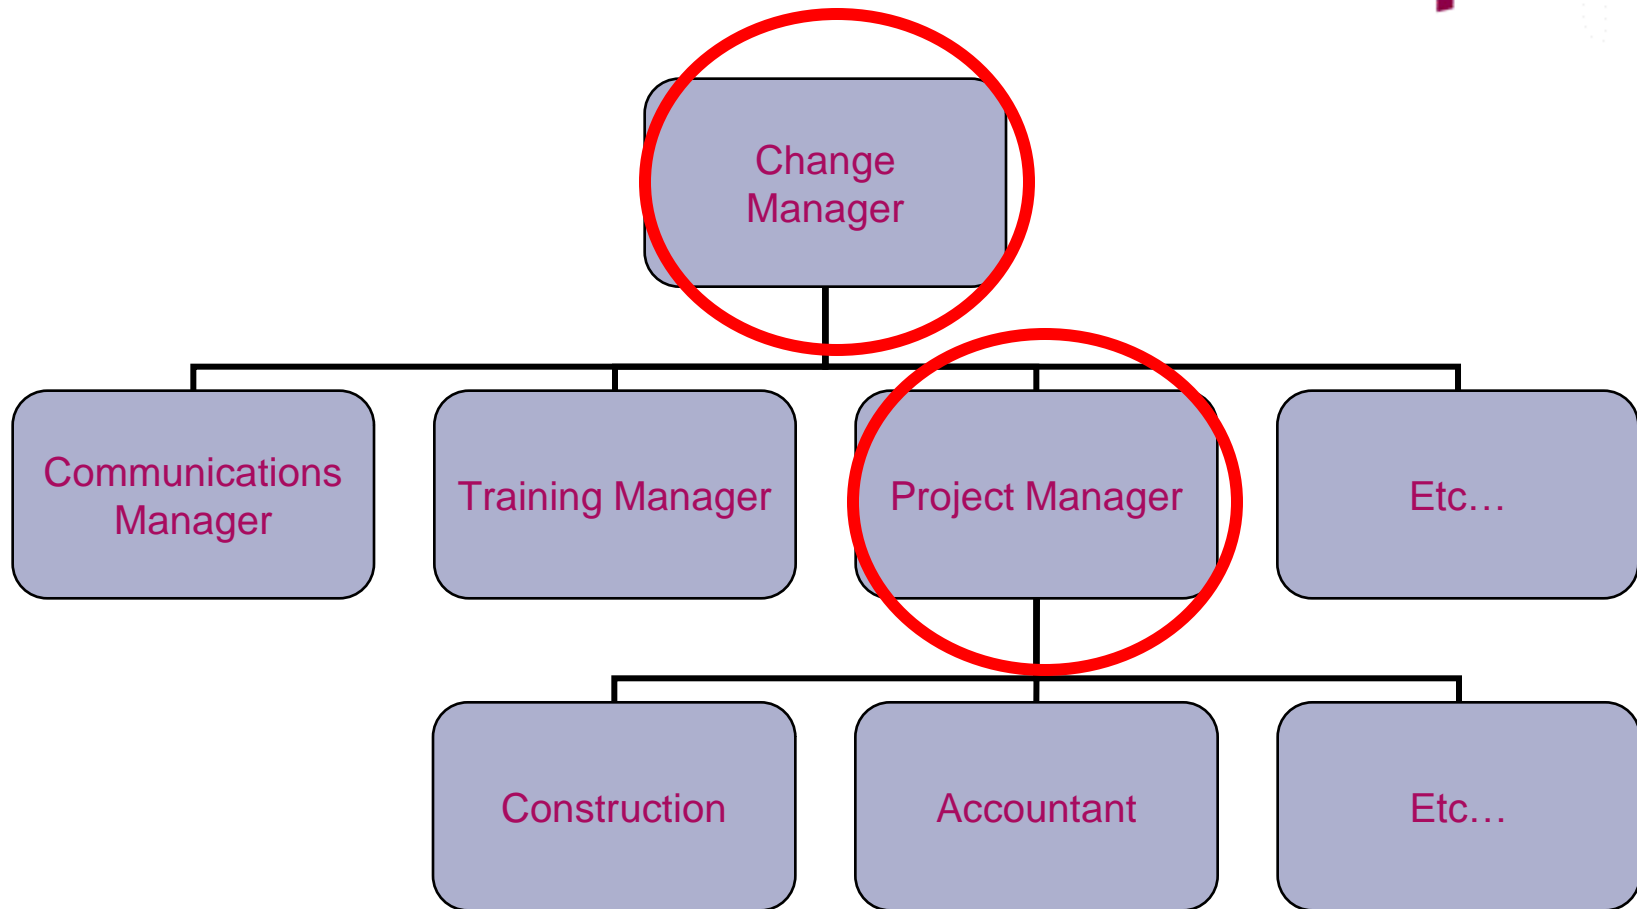 Change
Manager
Communications
Manager
Training Manager
Project Manager
Etc…
Construction
Accountant
Etc…